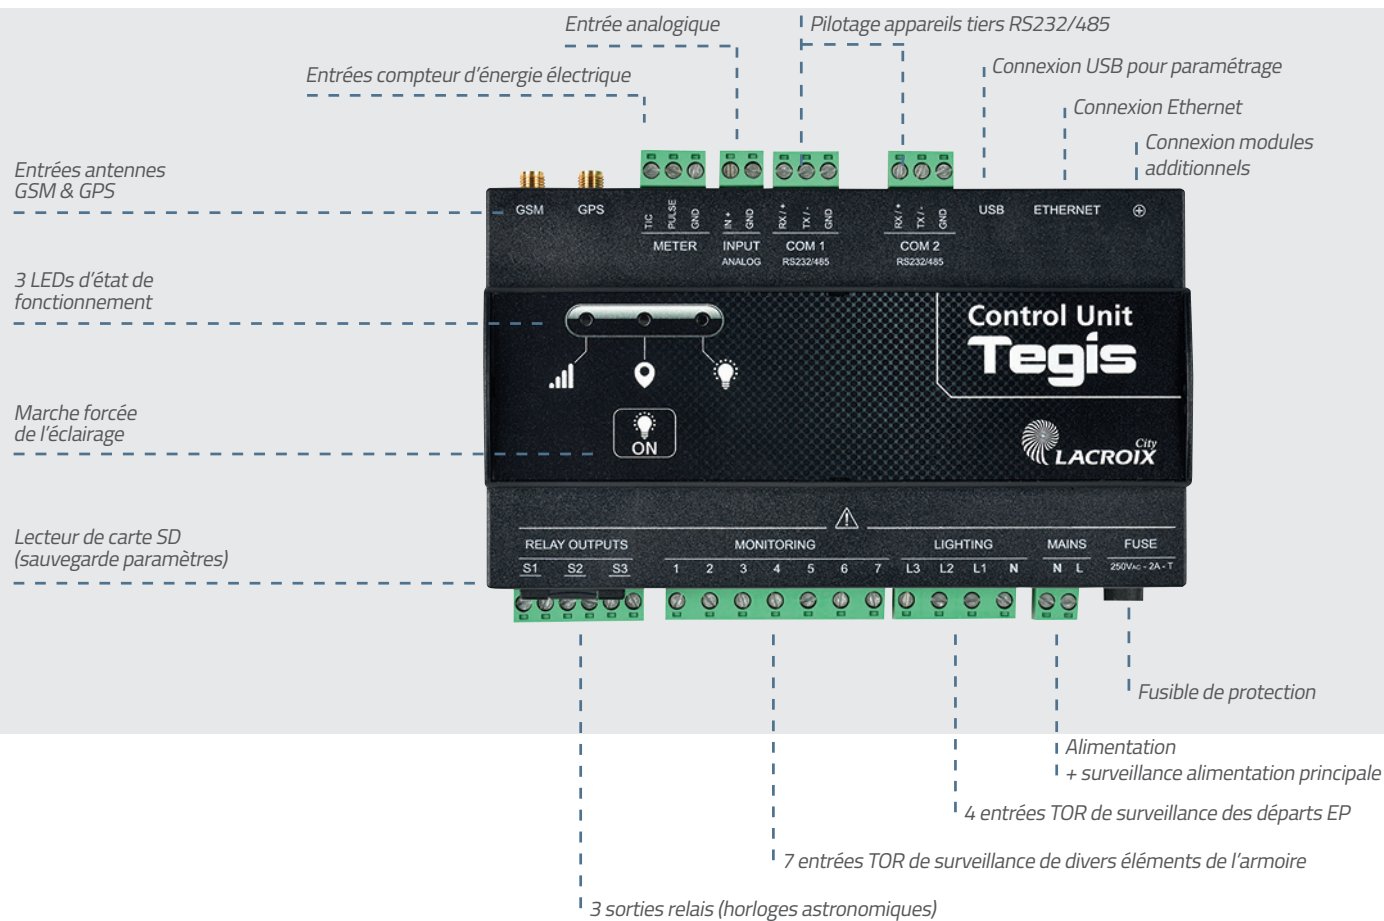 Entrée analogique
Pilotage appareils tiers RS232/485
Entrées compteur d'énergie électrique
Connexion USB pour paramétrage
Connexion Ethernet
Connexion modules
additionnels
Entrées antennes
GSM & GPS
3 LEDs d'état de
fonctionnement
Marche forcée
de l'éclairage
Lecteur de carte SD
(sauvegarde paramètres)
GSM
GPS
TIC
PULSE
GND
METER
IN +
GND
INPUT
ANALOG
RX / +
TX / -
GND
COM 1
RS232/485
RX / +
TX / -
GND
COM 2
RS232/485
USB
ETHERNET
Control Unit
Tegis
City
LACROIX
ON
RELAY OUTPUTS
S1 S2 S3
MONITORING
1 2 3 4 5 6 7
LIGHTING
L3 L2 L1 N
MAINS
N L
FUSE
250VAC - 2A - T
Fusible de protection
Alimentation
+ surveillance alimentation principale
4 entrées TOR de surveillance des départs EP
7 entrées TOR de surveillance de divers éléments de l'armoire
3 sorties relais (horloges astronomiques)